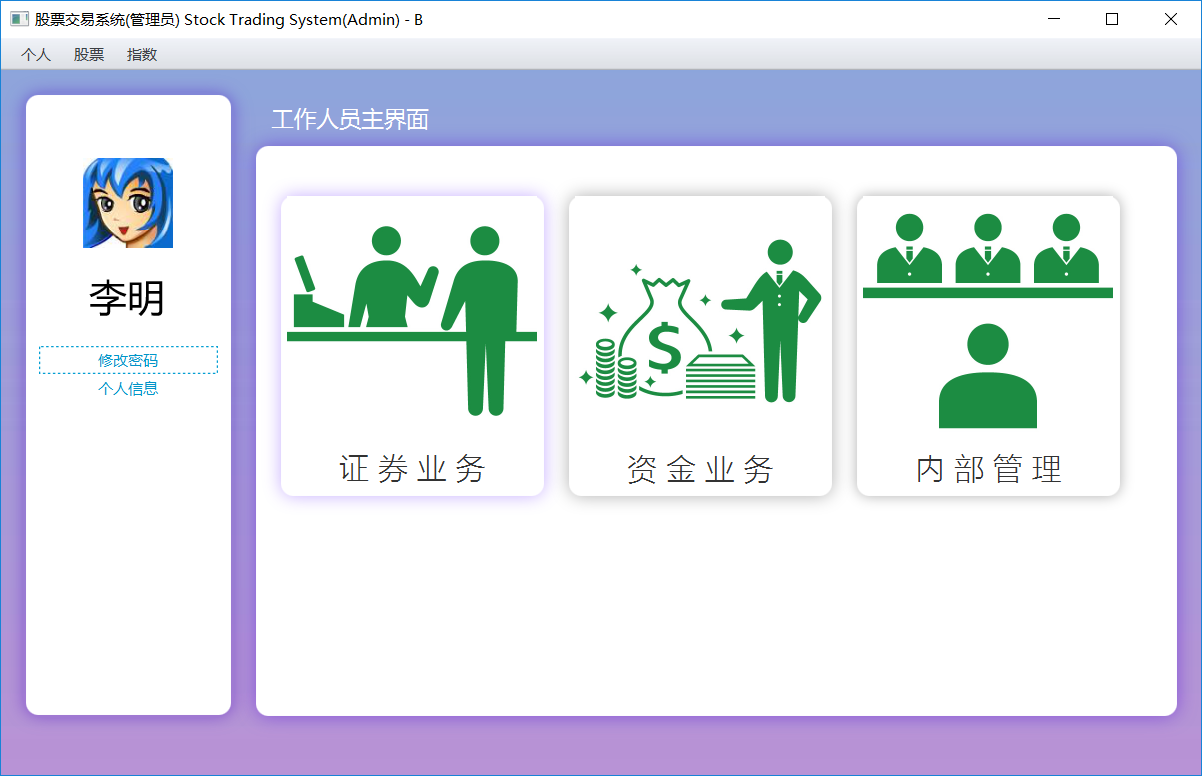 股票交易系统(管理员) Stock Trading System(Admin) - B
个人 股票 指数
工作人员主界面
李明
修改密码
个人信息
$
证 券 业 务
资 金 业 务
内 部 管 理